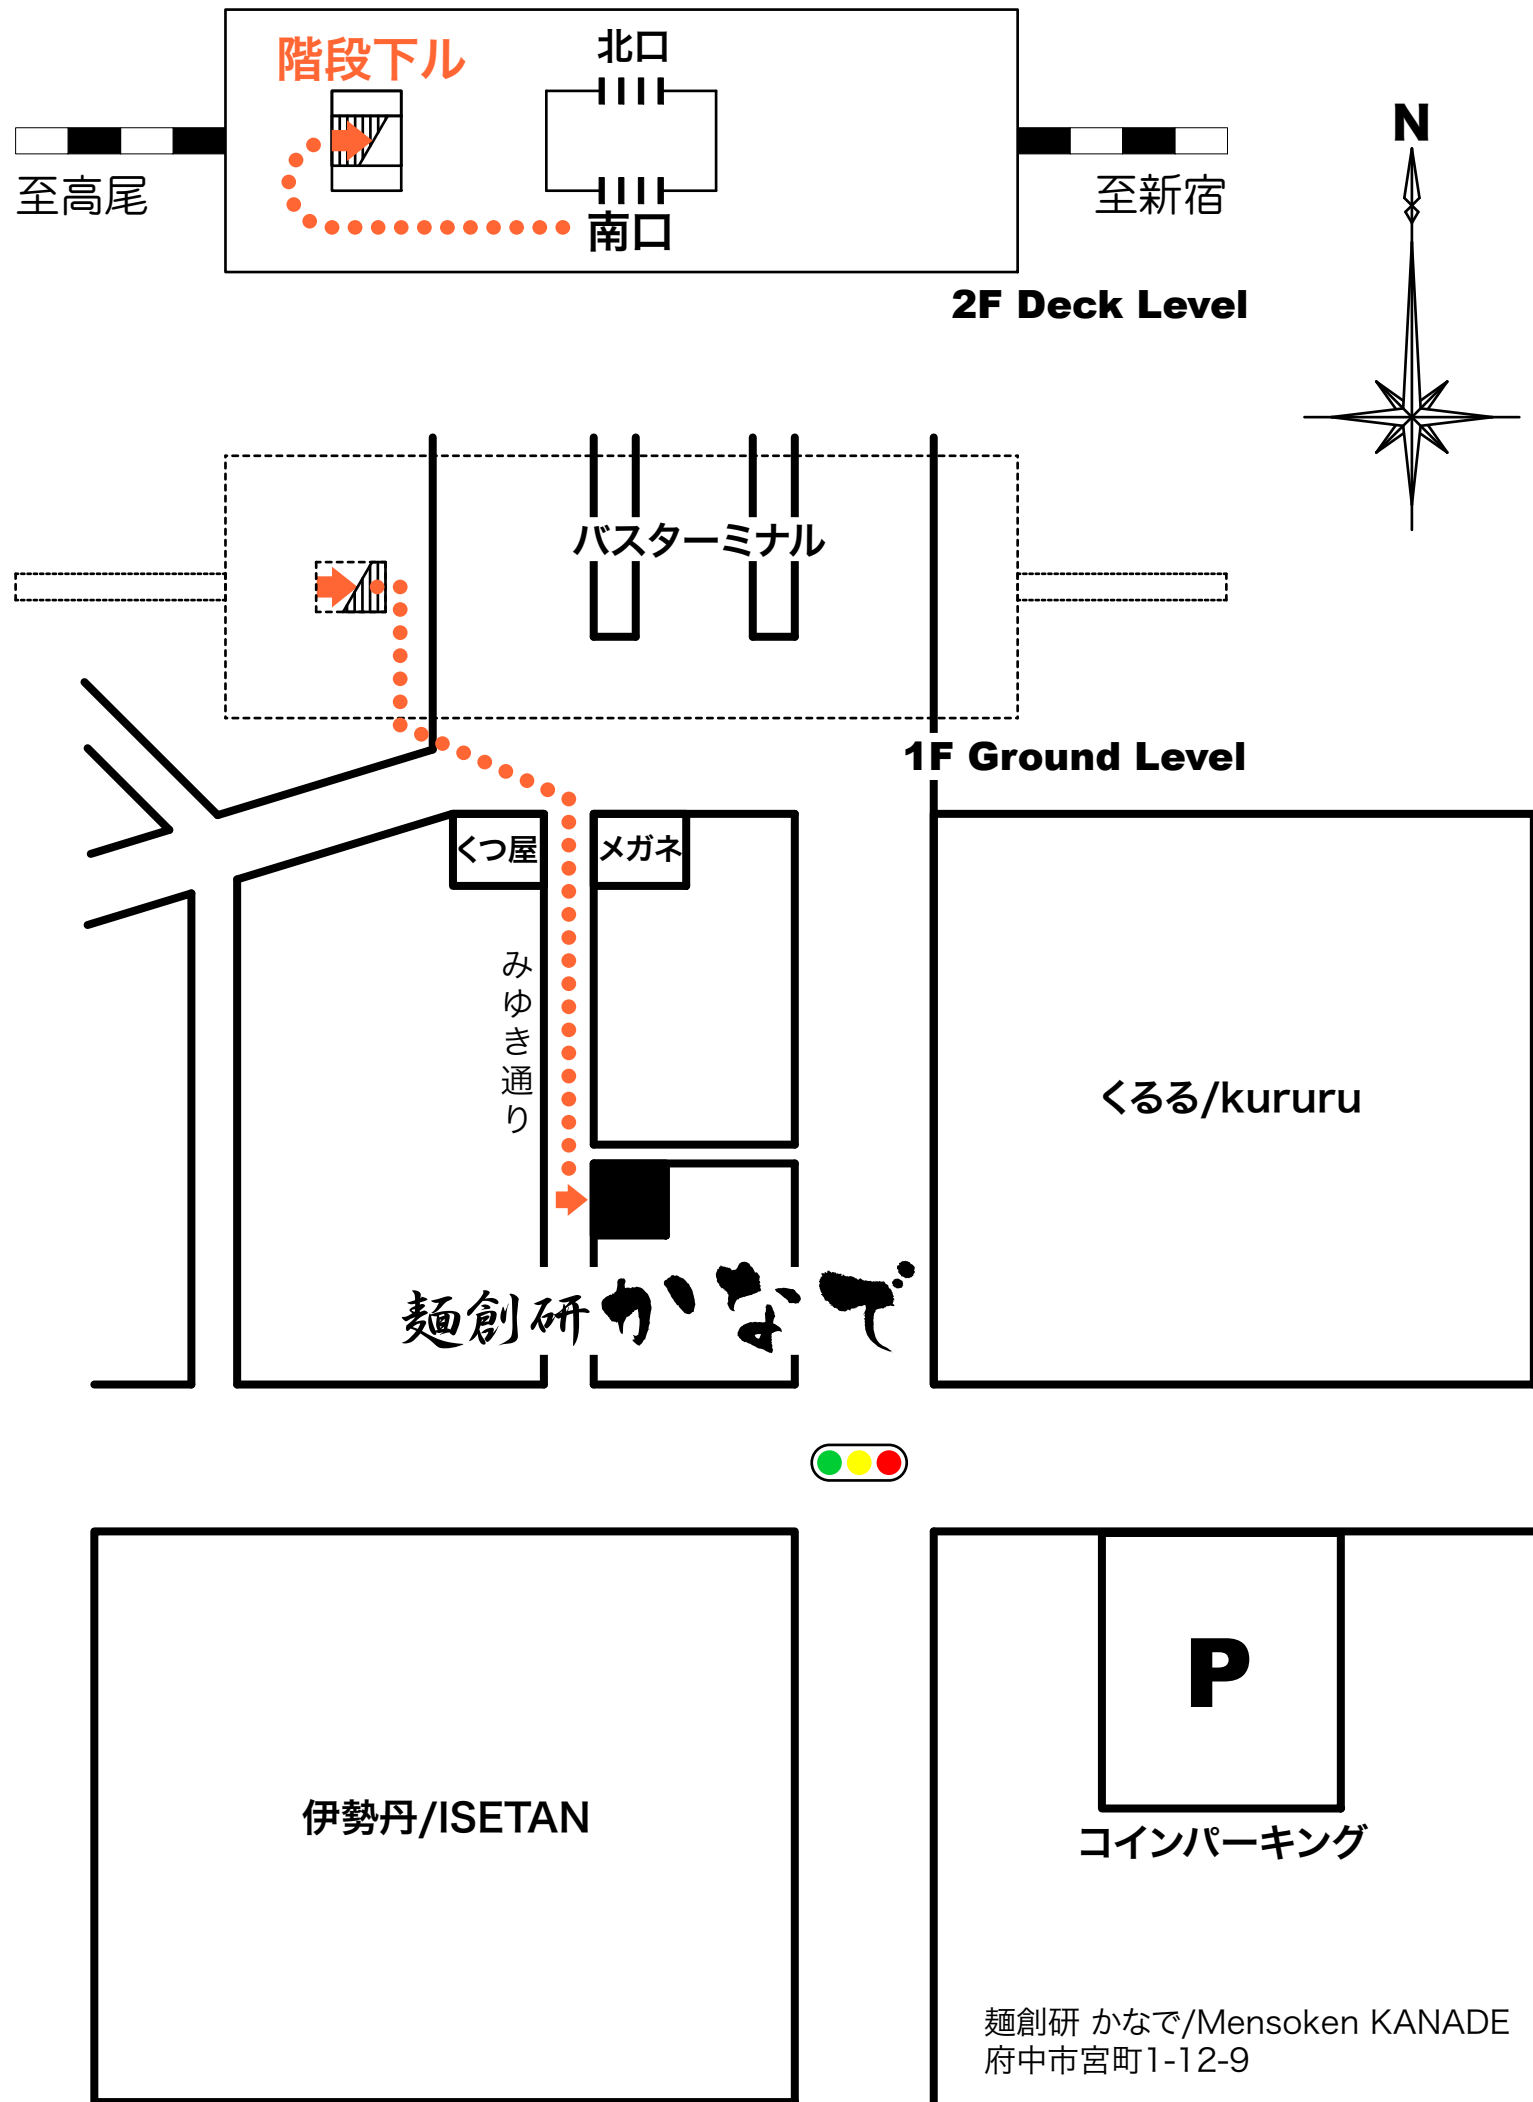 階段下ル
北口
N
至高尾
至新宿
南口
2F Deck Level
バスターミナル
1F Ground Level
くつ屋
メガネ
みゆき通り
くるる/kururu
麺創研かなで
P
伊勢丹/ISETAN
コインパーキング
麺創研 かなで/Mensoken KANADE
府中市宮町1-12-9